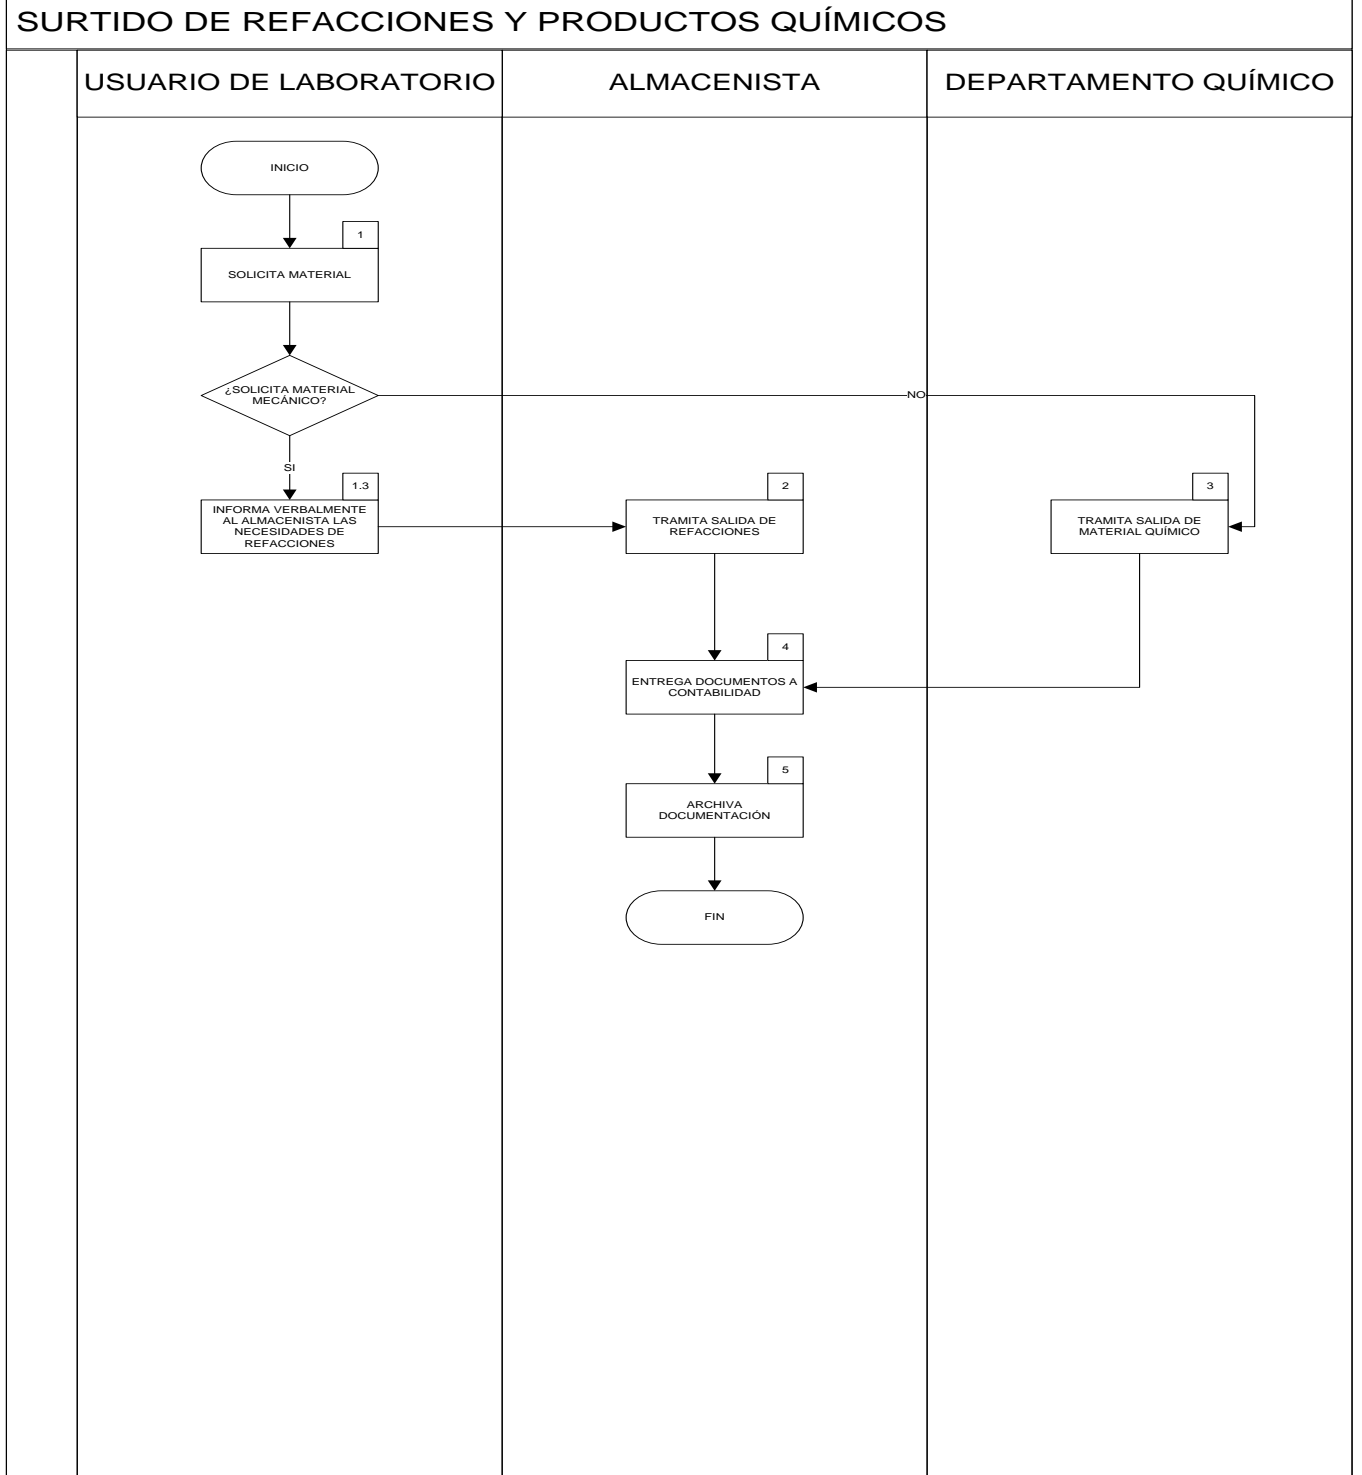 SURTIDO DE REFACCIONES Y PRODUCTOS QUÍMICOS
USUARIO DE LABORATORIO
ALMACENISTA
DEPARTAMENTO QUÍMICO
INICIO
1
SOLICITA MATERIAL
¿SOLICITA MATERIAL
MECÁNICO?
NO
SI
1.3
INFORMA VERBALMENTE
AL ALMACENISTA LAS
NECESIDADES DE
REFACCIONES
2
TRAMITA SALIDA DE
REFACCIONES
3
TRAMITA SALIDA DE
MATERIAL QUÍMICO
4
ENTREGA DOCUMENTOS A
CONTABILIDAD
5
ARCHIVA
DOCUMENTACIÓN
FIN